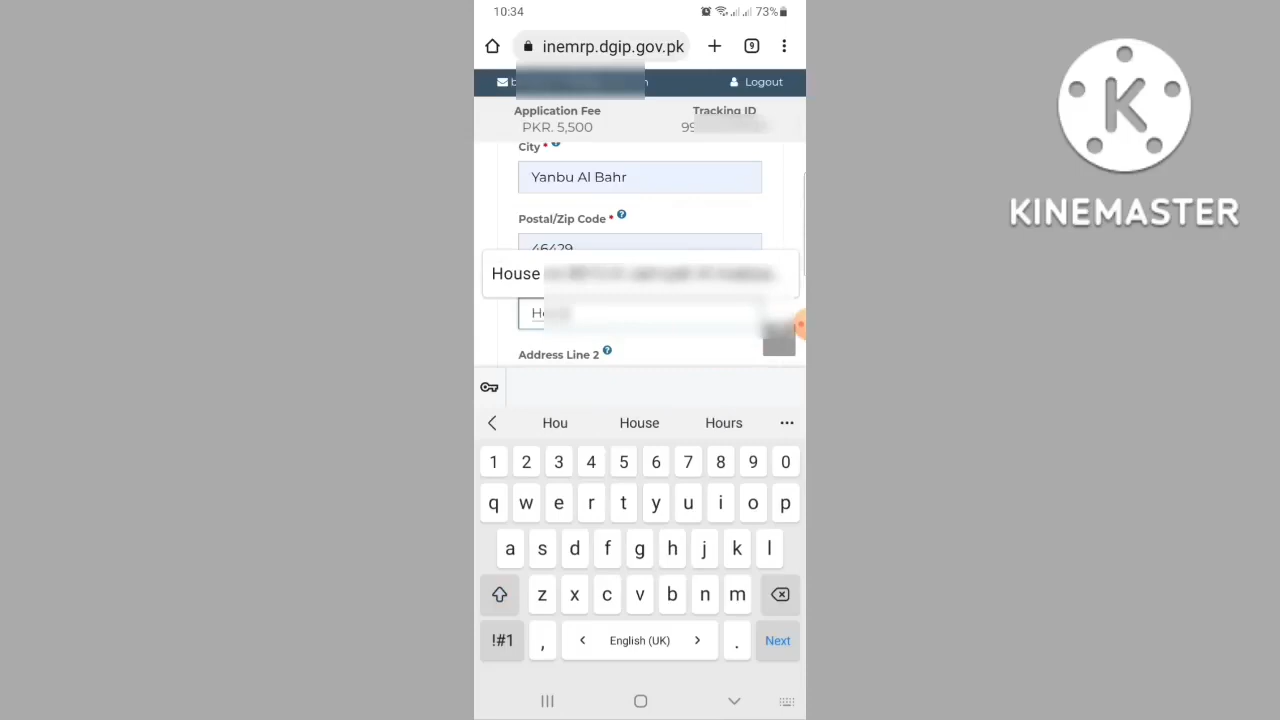 10:34
73%
inemrp.dgip.gov.pk
9
Logout
Application Fee
Tracking ID
PKR. 5,500
99
City *
Yanbu Al Bahr
Postal/Zip Code *
46429
House
Address Line 2
Hou
House
Hours
1 2 3 4 5 6 7 8 9 0
q w e r t y u i o p
a s d f g h j k l
z x c v b n m
!#1 , < English (UK) > . Next
K
KINEMASTER